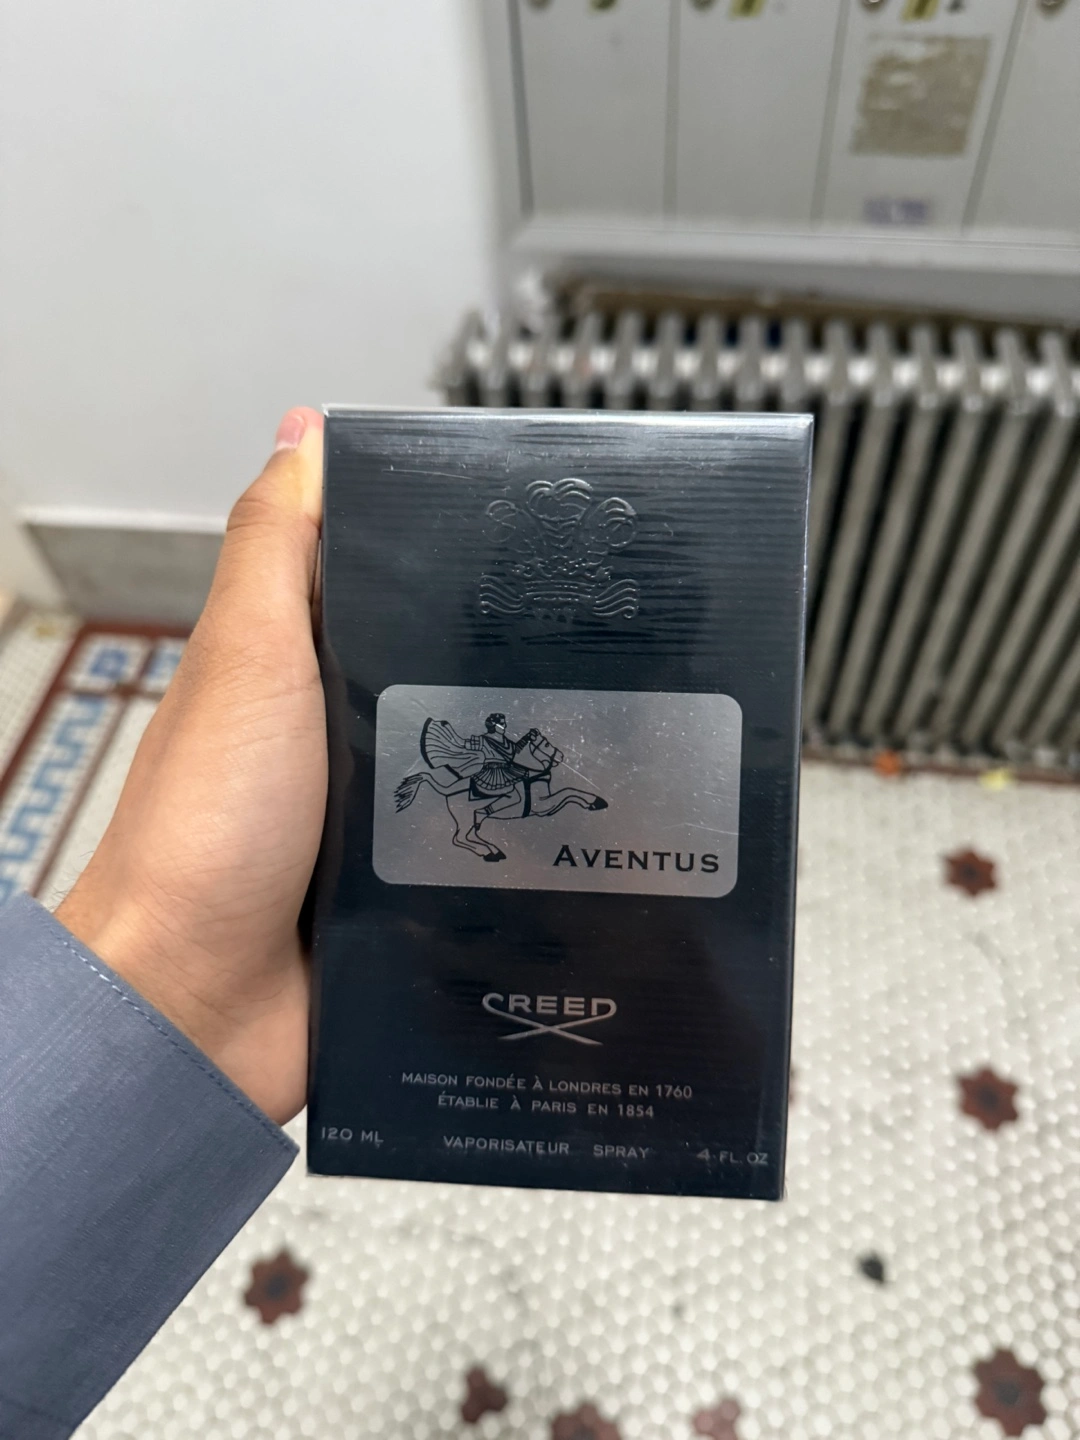 AVENTUS
CREED
MAISON FONDÉE À LONDRES EN 1760
ÉTABLIE À PARIS EN 1854
120 ML VAPORISATEUR SPRAY 4 FL. OZ